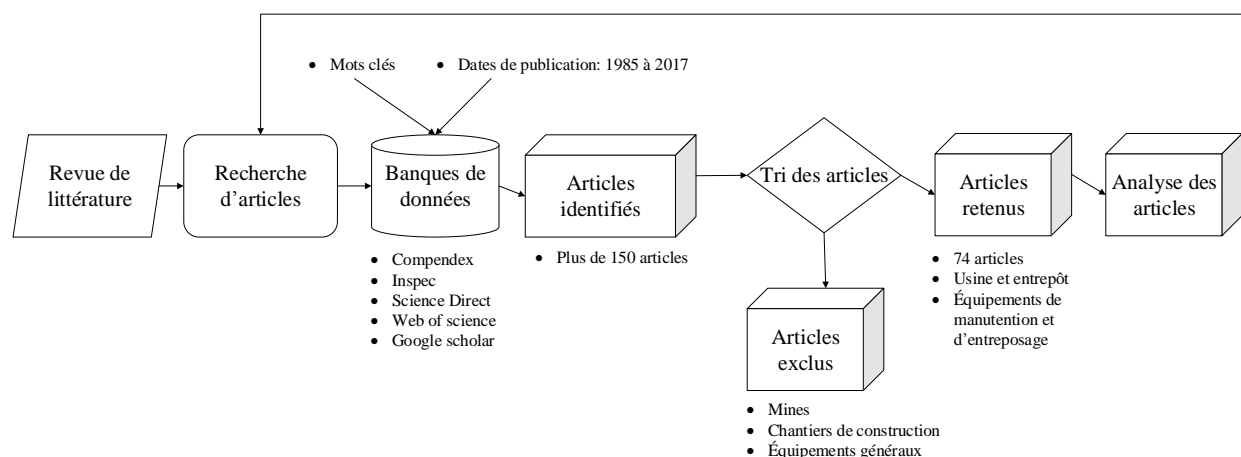 • Mots clés
• Dates de publication: 1985 à 2017
Revue de
littérature
Recherche
d'articles
Banques de
données
Articles
identifiés
Tri des articles
Articles
retenus
Analyse des
articles
• Compendex
• Inspec
• Science Direct
• Web of science
• Google scholar
• Plus de 150 articles
• 74 articles
• Usine et entrepôt
• Équipements de
manutention et
d'entreposage
Articles
exclus
• Mines
• Chantiers de construction
• Équipements généraux